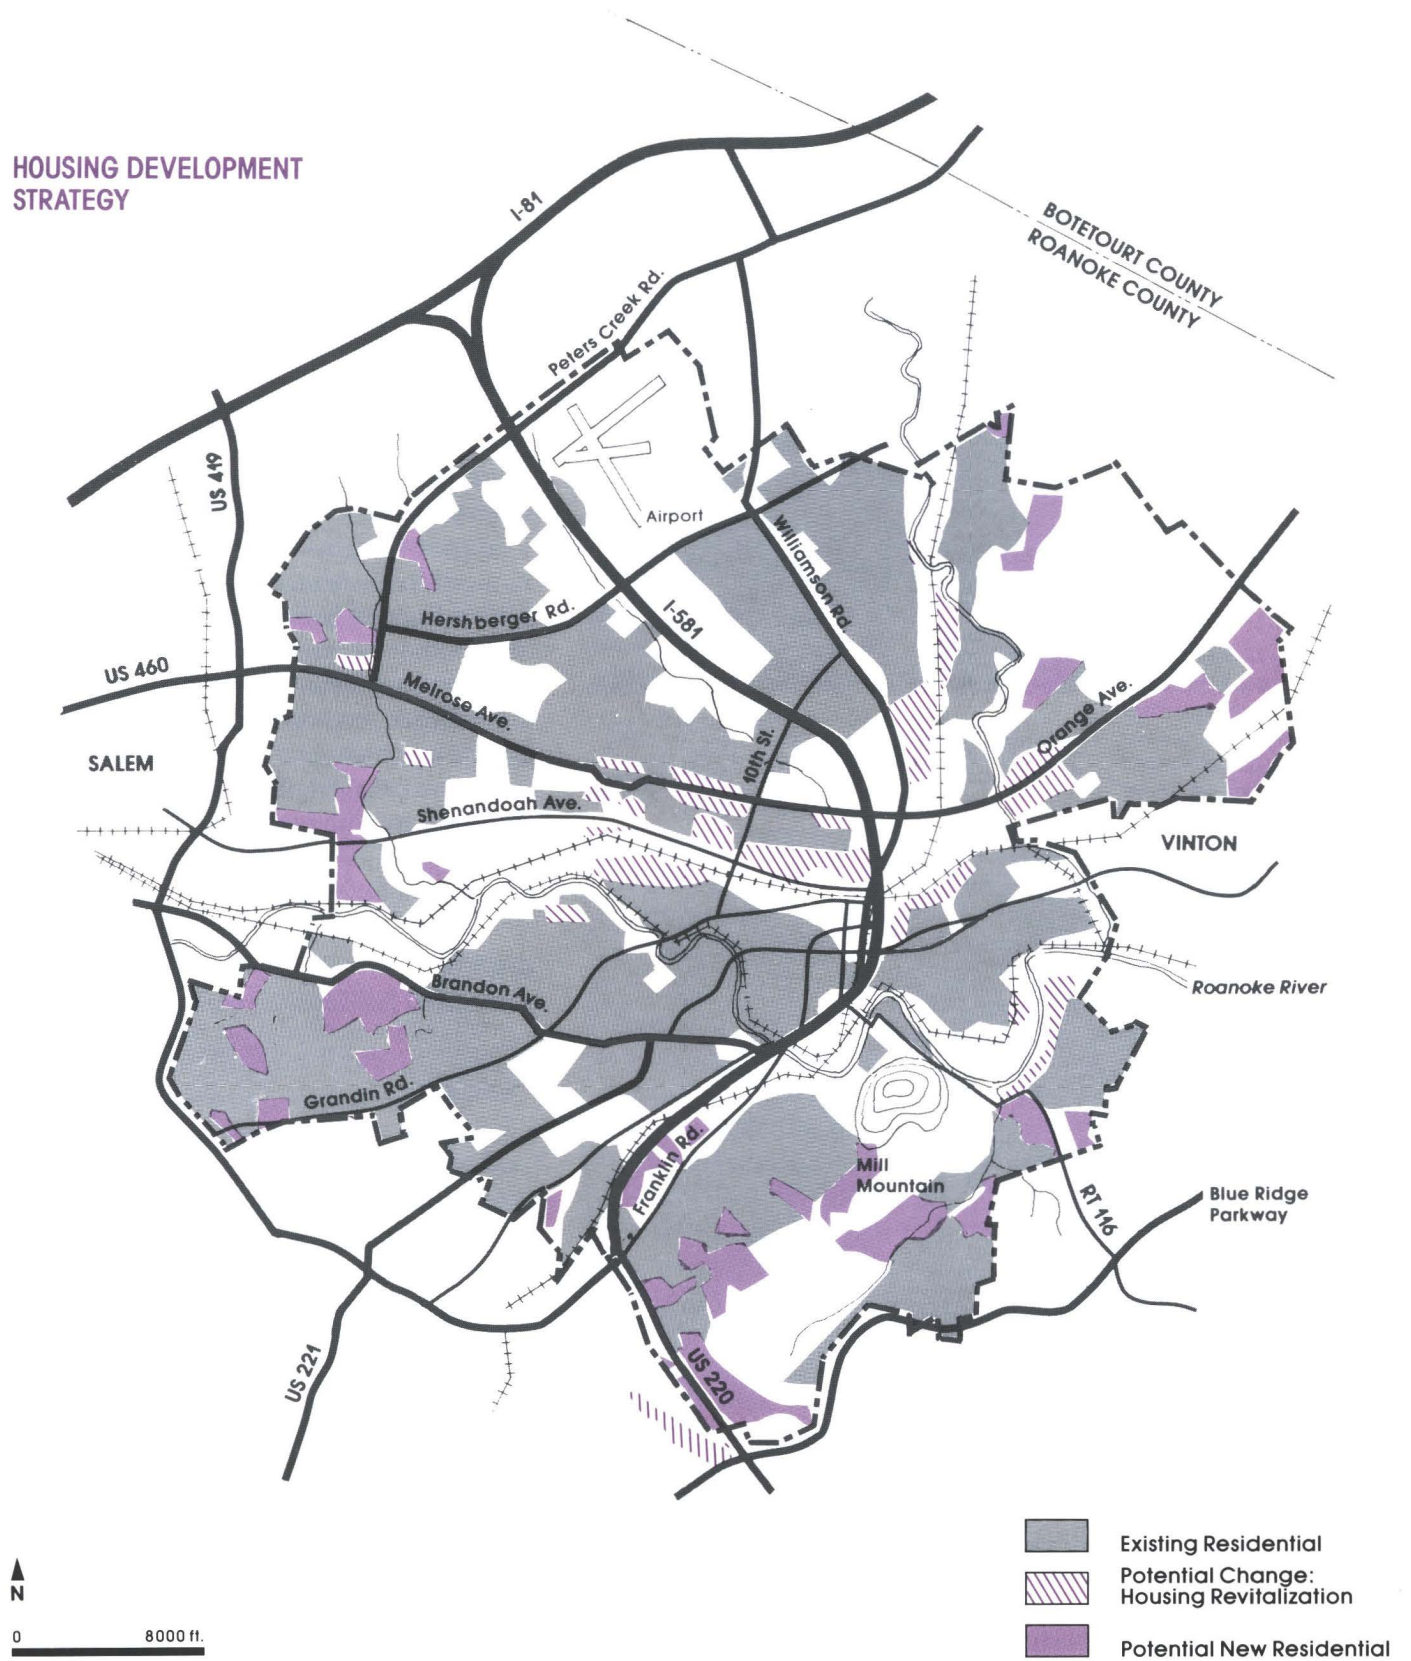 HOUSING DEVELOPMENT
STRATEGY
I-81
BOTETOURT COUNTY
ROANOKE COUNTY
Peters Creek Rd.
US 419
Airport
Williamson Rd.
Hershberger Rd.
I-581
US 460
Melrose Ave.
Orange Ave.
10th St.
SALEM
Shenandoah Ave.
VINTON
Brandon Ave.
Roanoke River
Grandin Rd.
Franklin Rd.
Mill
Mountain
RT 116
Blue Ridge
Parkway
US 221
US 220
Existing Residential
Potential Change:
Housing Revitalization
Potential New Residential
N
0 8000 ft.